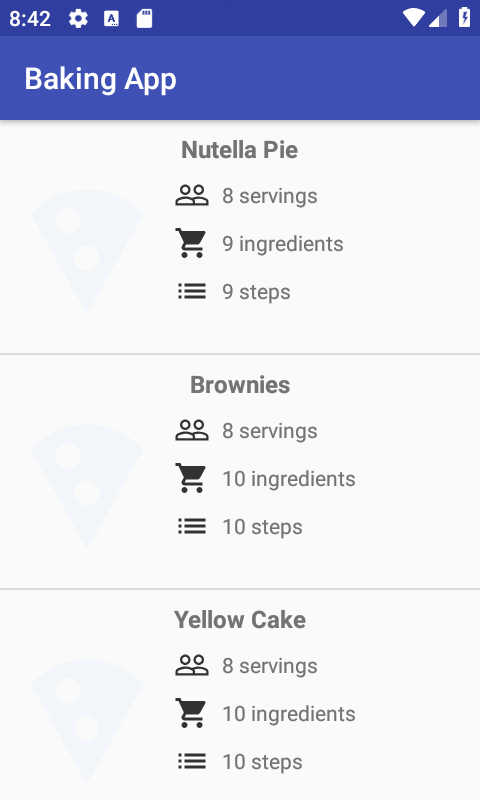 8:42
Baking App
Nutella Pie
8 servings
9 ingredients
9 steps
Brownies
8 servings
10 ingredients
10 steps
Yellow Cake
8 servings
10 ingredients
10 steps